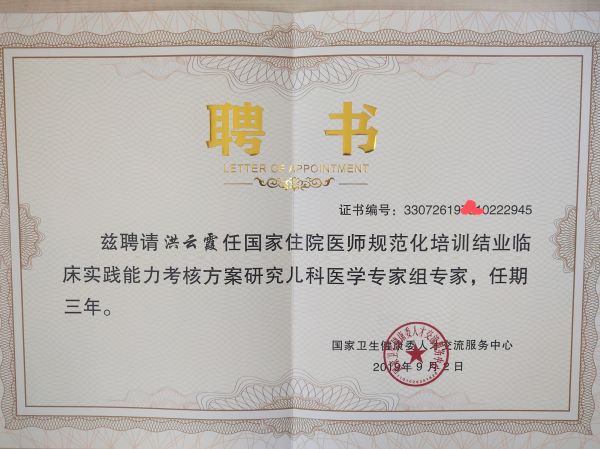 聘 书
LETTER OF APPOINTMENT
证书编号：33072619 10222945
兹聘请洪云霞任国家住院医师规范化培训结业临
床实践能力考核方案研究儿科医学专家组专家，任期
三年。
国家卫生健康委人才交流服务中心
2019年9月2日